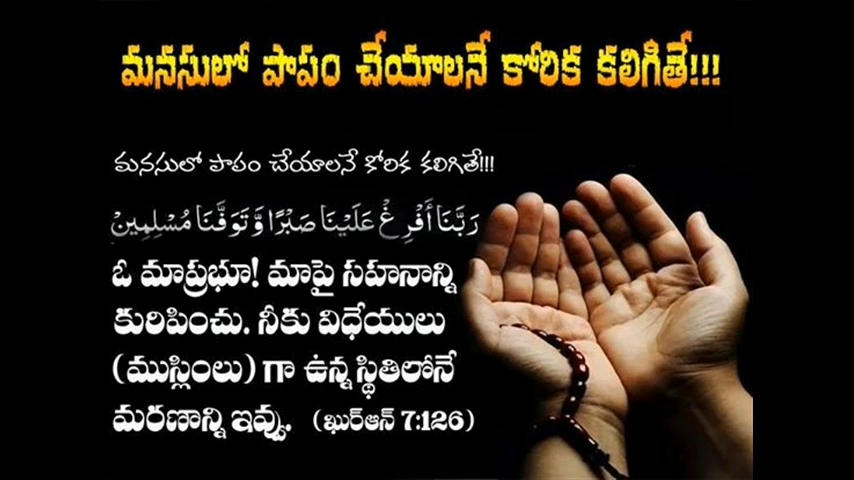 మనసులో పాపం చేయాలనే కోరిక కలిగితే!!!
మనసులో పాపం చేయాలనే కోరిక కలిగితే!!!
رَبَّنَا أَفْرِغْ عَلَيْنَا صَبْرًا وَّتَوَفَّنَا مُسْلِمِينَ
ఓ మాప్రభూ! మాపై సహనాన్ని
కురిపించు. నీకు విధేయులు
(ముస్లింలు) గా ఉన్న స్థితిలోనే
మరణాన్ని ఇవ్వు. (ఖుర్ఆన్ 7:126)